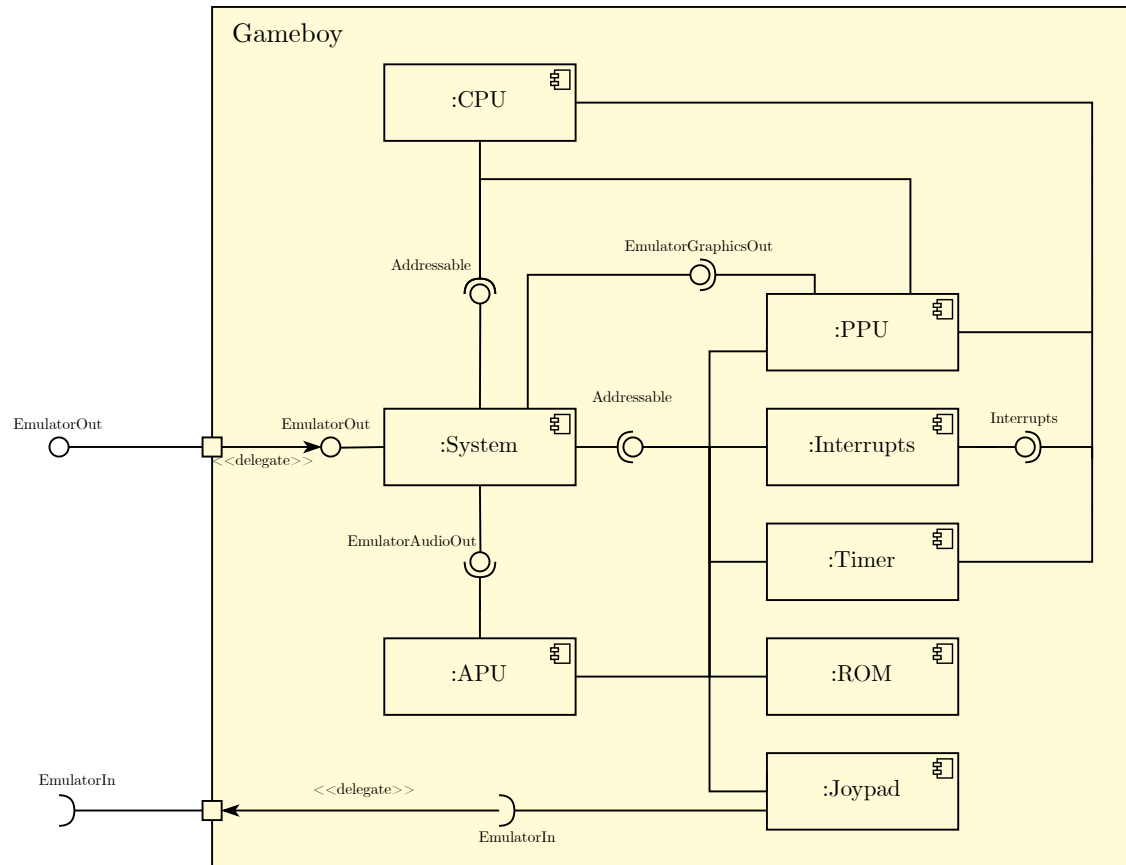 Gameboy
:CPU
EmulatorGraphicsOut
Addressable
:PPU
Addressable
EmulatorOut
EmulatorOut
:System
:Interrupts
Interrupts
<<delegate>>
EmulatorAudioOut
:Timer
:APU
:ROM
EmulatorIn
<<delegate>>
:Joypad
EmulatorIn